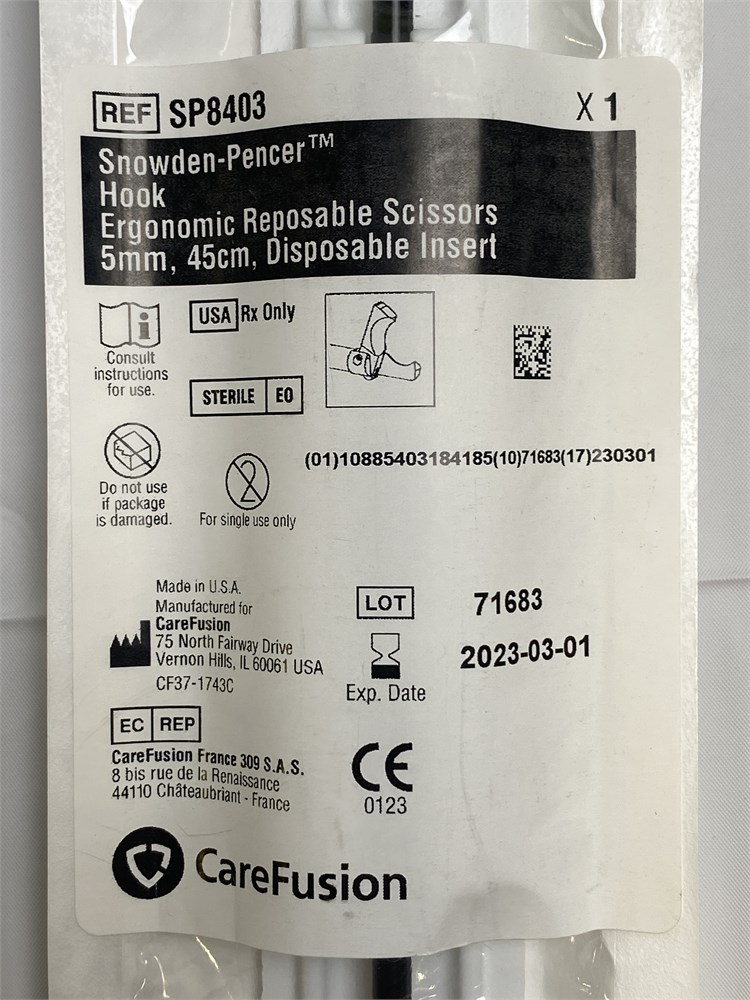 REF SP8403 X 1
Snowden-Pencer™
Hook
Ergonomic Reposable Scissors
5mm, 45cm, Disposable Insert
Consult
instructions
for use.
USA Rx Only
STERILE EO
(01)10885403184185(10)71683(17)230301
Do not use
if package
is damaged.
2
For single use only
Made in U.S.A.
Manufactured for
CareFusion
75 North Fairway Drive
Vernon Hills, IL 60061 USA
CF37-1743C
LOT 71683
2023-03-01
Exp. Date
EC REP
CareFusion France 309 S.A.S.
8 bis rue de la Renaissance
44110 Châteaubriant - France
CE
0123
CareFusion